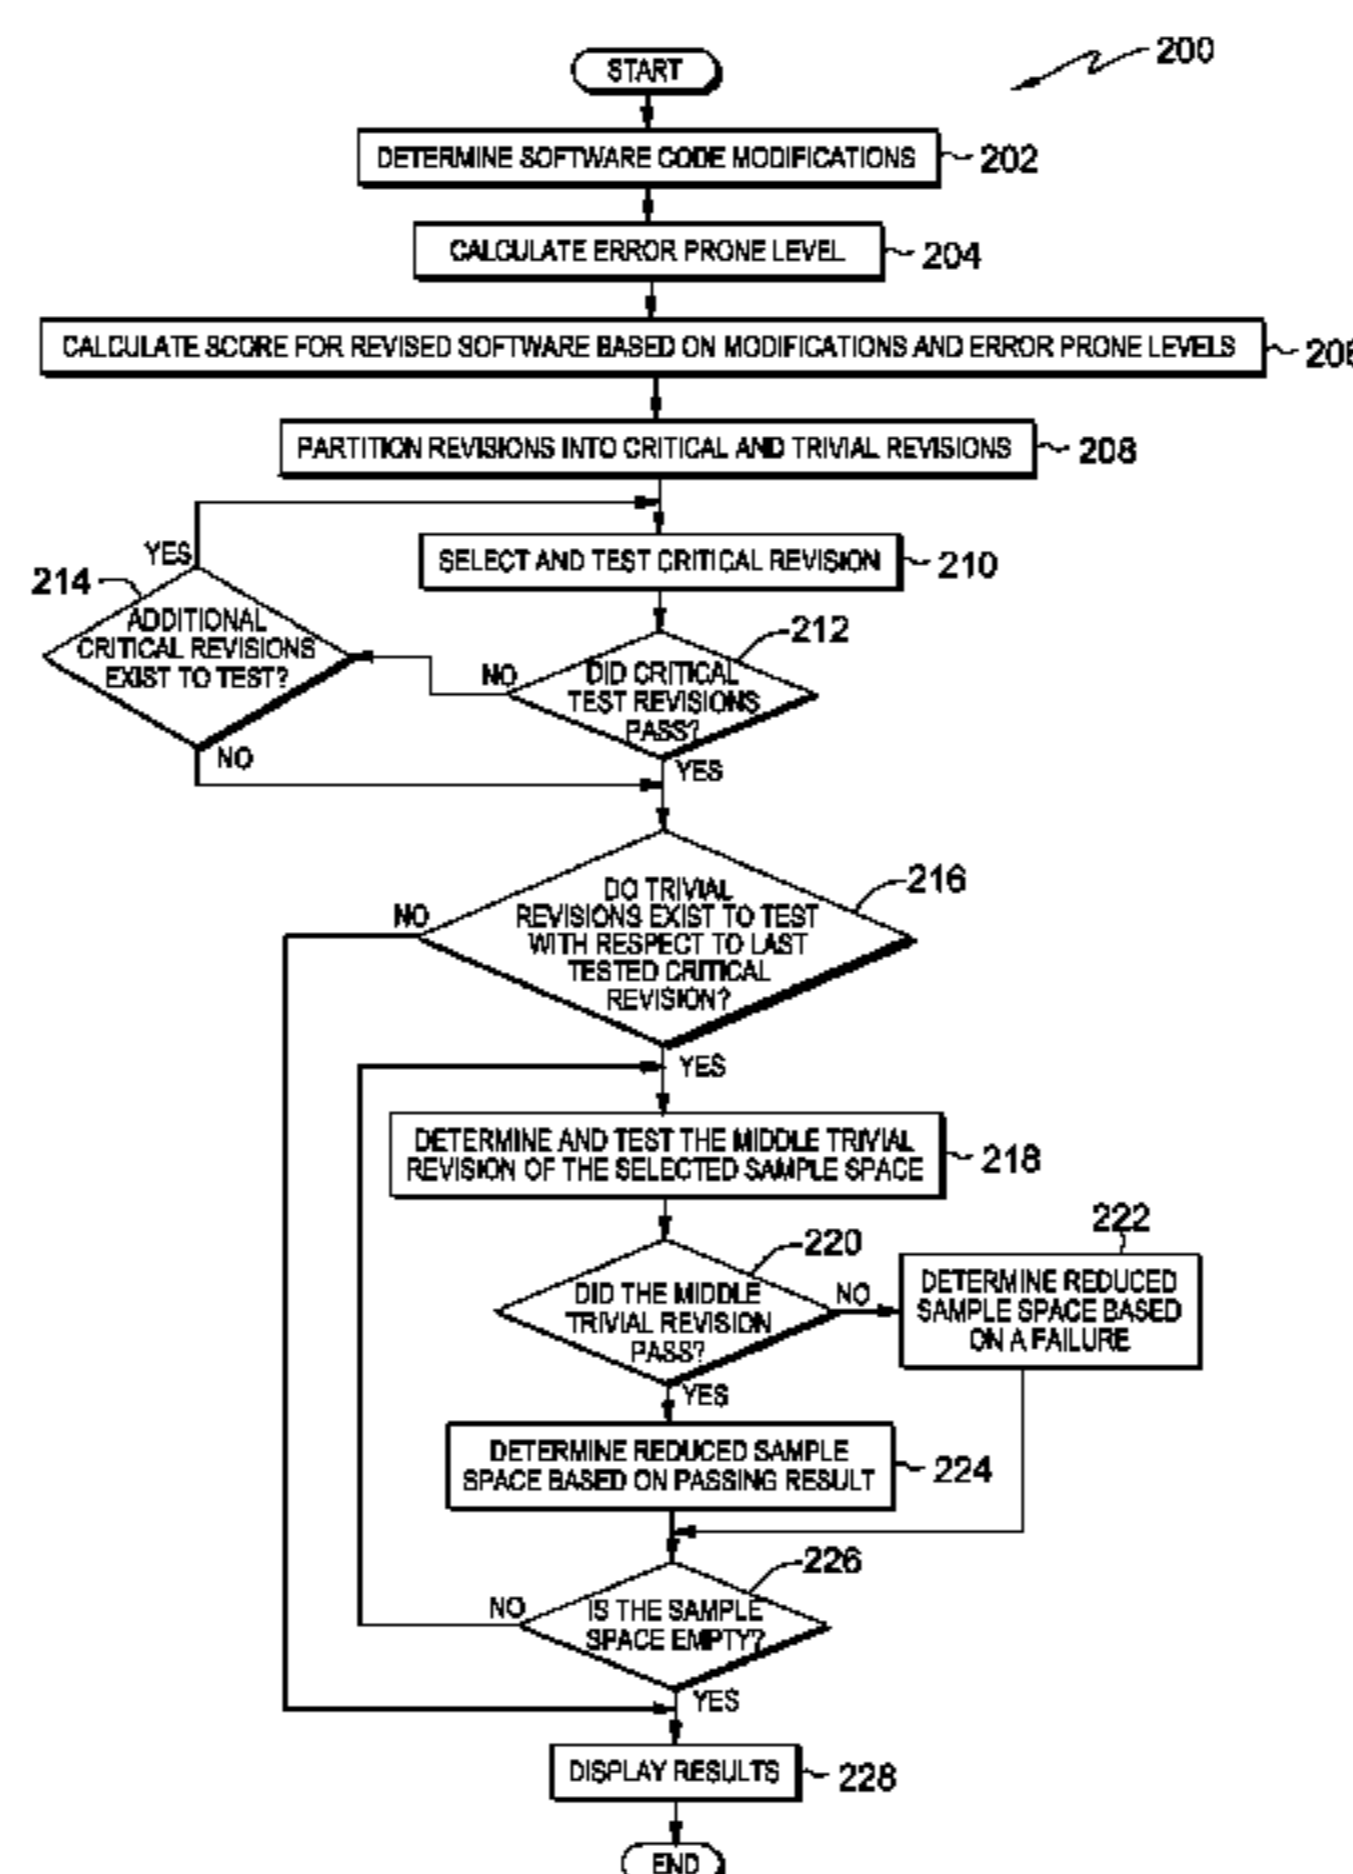 200
START
DETERMINE SOFTWARE CODE MODIFICATIONS
202
CALCULATE ERROR PRONE LEVEL
204
CALCULATE SCORE FOR REVISED SOFTWARE BASED ON MODIFICATIONS AND ERROR PRONE LEVELS
206
PARTITION REVISIONS INTO CRITICAL AND TRIVIAL REVISIONS
208
SELECT AND TEST CRITICAL REVISION
210
YES
214
ADDITIONAL
CRITICAL REVISIONS
EXIST TO TEST?
NO
212
NO
DID CRITICAL
TEST REVISIONS
PASS?
YES
216
NO
DO TRIVIAL
REVISIONS EXIST TO TEST
WITH RESPECT TO LAST
TESTED CRITICAL
REVISION?
YES
DETERMINE AND TEST THE MIDDLE TRIVIAL
REVISION OF THE SELECTED SAMPLE SPACE
218
220
DID THE MIDDLE
TRIVIAL REVISION
PASS?
NO
YES
222
DETERMINE REDUCED
SAMPLE SPACE BASED
ON A FAILURE
DETERMINE REDUCED SAMPLE
SPACE BASED ON PASSING RESULT
224
226
NO
IS THE SAMPLE
SPACE EMPTY?
YES
DISPLAY RESULTS
228
END